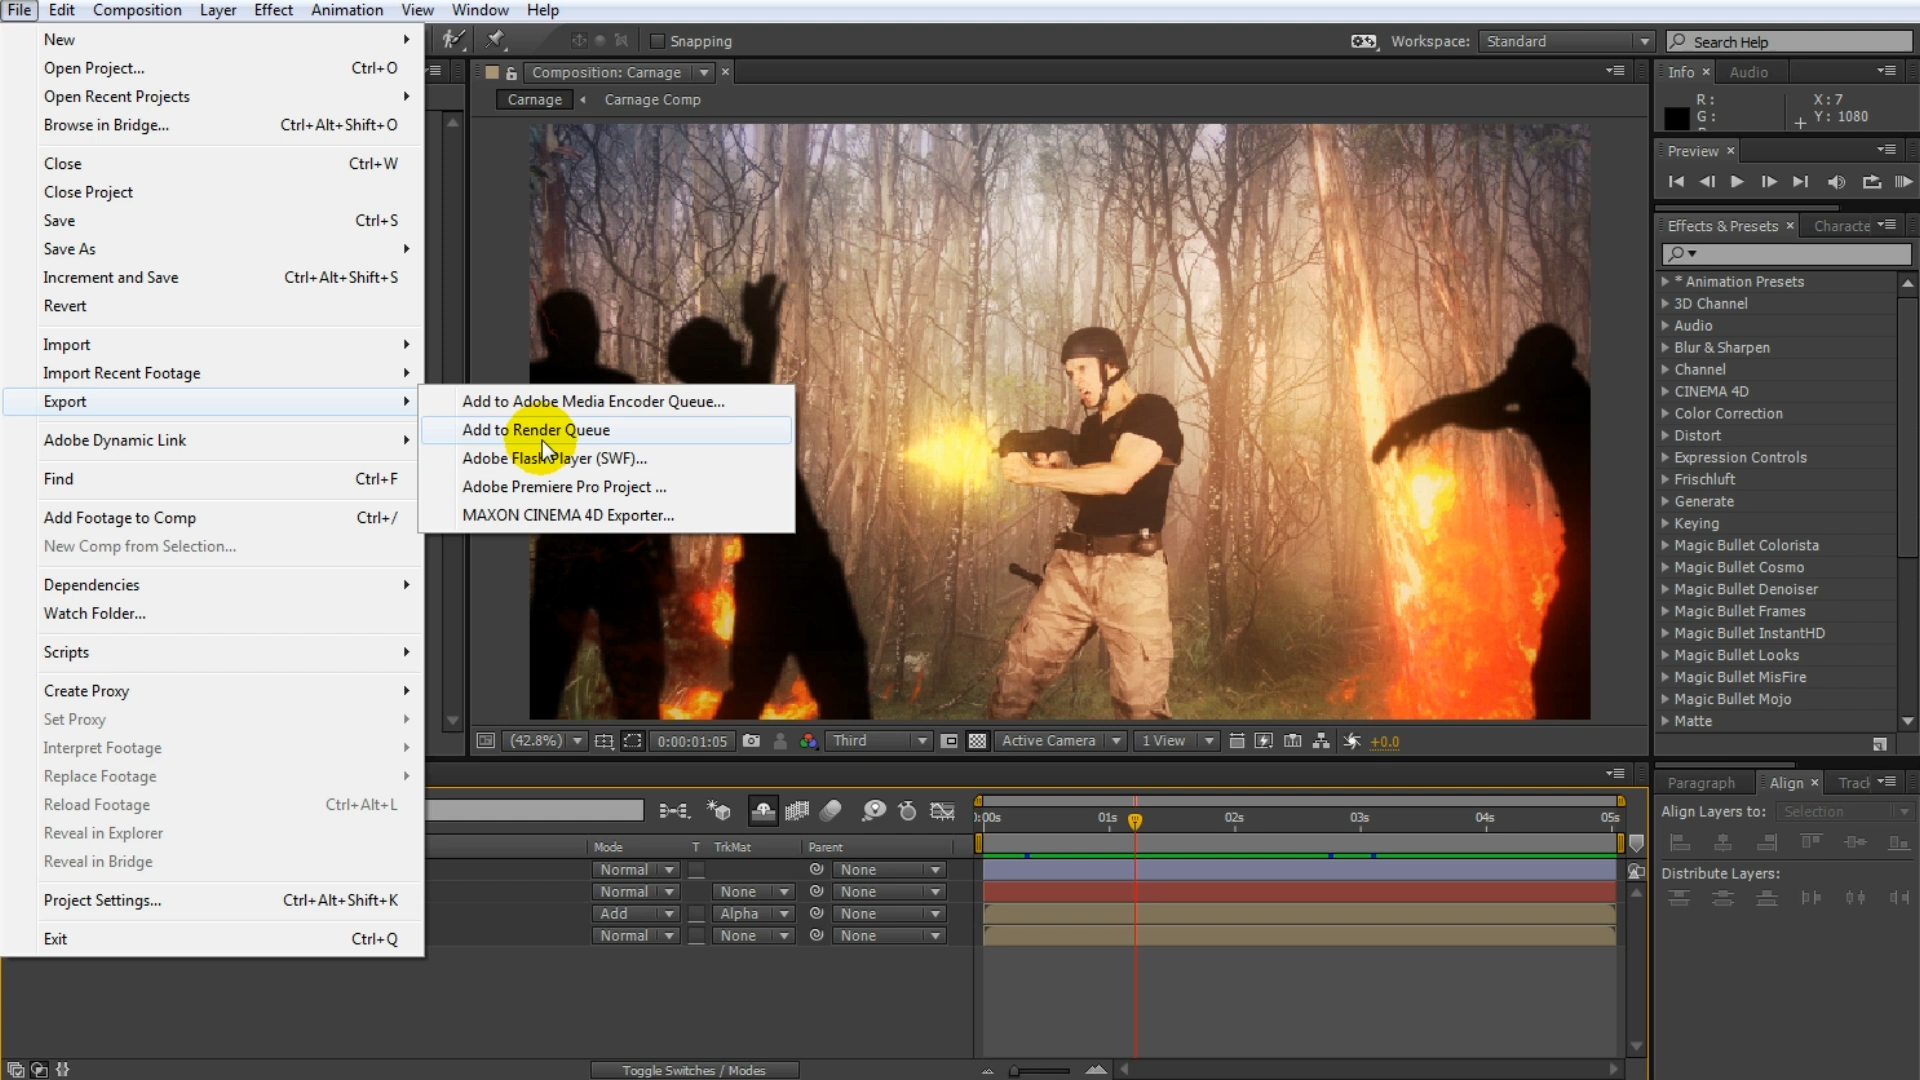 File Edit Composition Layer Effect Animation View Window Help
New
Open Project... Ctrl+O
Open Recent Projects
Browse in Bridge... Ctrl+Alt+Shift+O
Close Ctrl+W
Close Project
Save Ctrl+S
Save As
Increment and Save Ctrl+Alt+Shift+S
Revert
Import
Import Recent Footage
Export
Adobe Dynamic Link
Find Ctrl+F
Add Footage to Comp Ctrl+/
New Comp from Selection...
Dependencies
Watch Folder...
Scripts
Create Proxy
Set Proxy
Interpret Footage
Replace Footage
Reload Footage Ctrl+Alt+L
Reveal in Explorer
Reveal in Bridge
Project Settings... Ctrl+Alt+Shift+K
Exit Ctrl+Q
Add to Adobe Media Encoder Queue...
Add to Render Queue
Adobe Flash Player (SWF)...
Adobe Premiere Pro Project ...
MAXON CINEMA 4D Exporter...
Snapping
Workspace: Standard
Search Help
Composition: Carnage
Carnage Carnage Comp
(42.8%) 0:00:01:05 Third Active Camera 1 View +0.0
Info Audio
R: X: 7
G: Y: 1080
Preview
Effects & Presets Characte
* Animation Presets
3D Channel
Audio
Blur & Sharpen
Channel
CINEMA 4D
Color Correction
Distort
Expression Controls
Frischluft
Generate
Keying
Magic Bullet Colorista
Magic Bullet Cosmo
Magic Bullet Denoiser
Magic Bullet Frames
Magic Bullet InstantHD
Magic Bullet Looks
Magic Bullet MisFire
Magic Bullet Mojo
Matte
Paragraph Align Track
Align Layers to: Selection
Distribute Layers:
):00s 01s 02s 03s 04s 05s
Mode T TrkMat Parent
Normal None
Normal None None
Add Alpha None
Normal None None
Toggle Switches / Modes